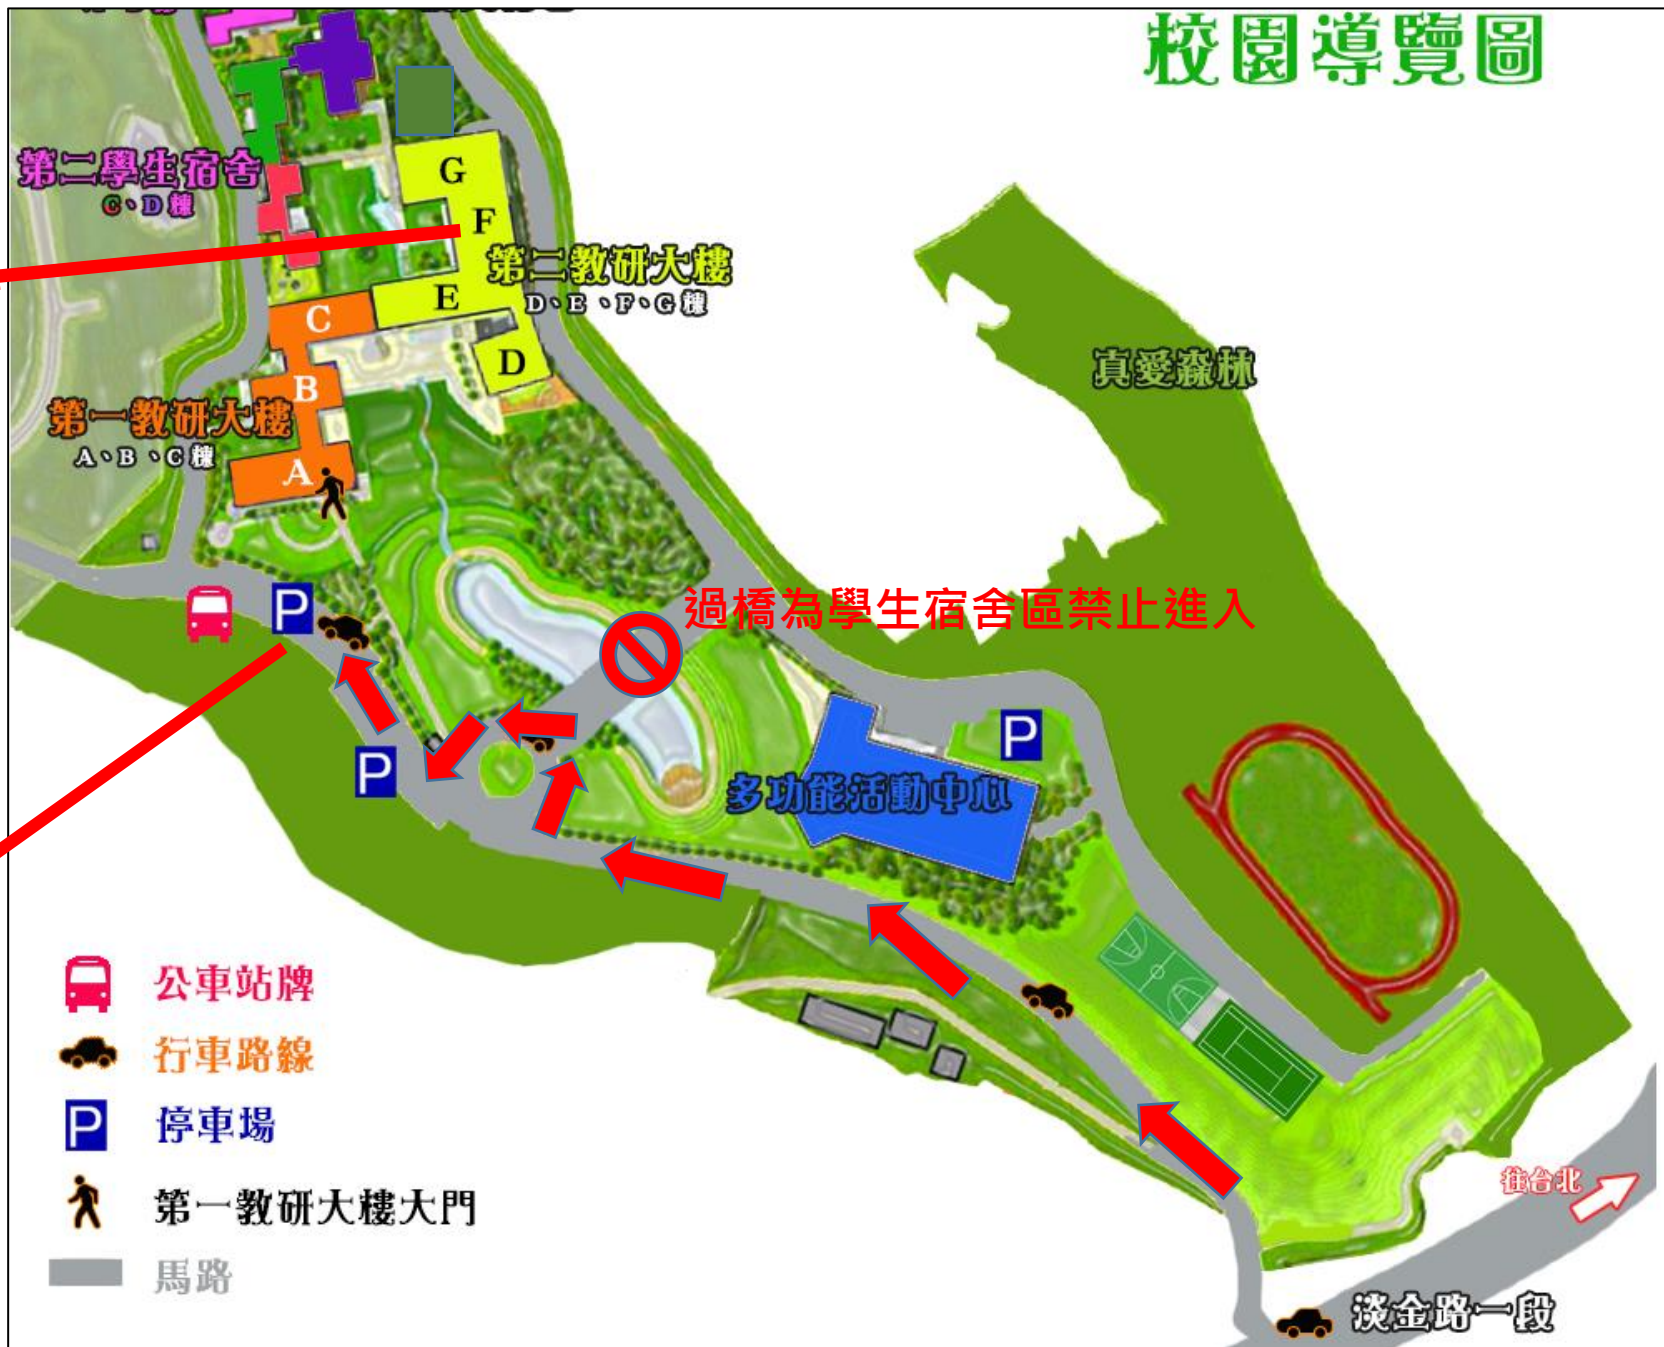 校園導覽圖
第二學生宿舍
C、D棟
G
F
第二教研大樓
D、E、F、G棟
E
C
D
B
真愛森林
第一教研大樓
A、B、C棟
A
過橋為學生宿舍區禁止進入
P
P
P
多功能活動中心
公車站牌
行車路線
P 停車場
第一教研大樓大門
馬路
往台北
淡金路一段